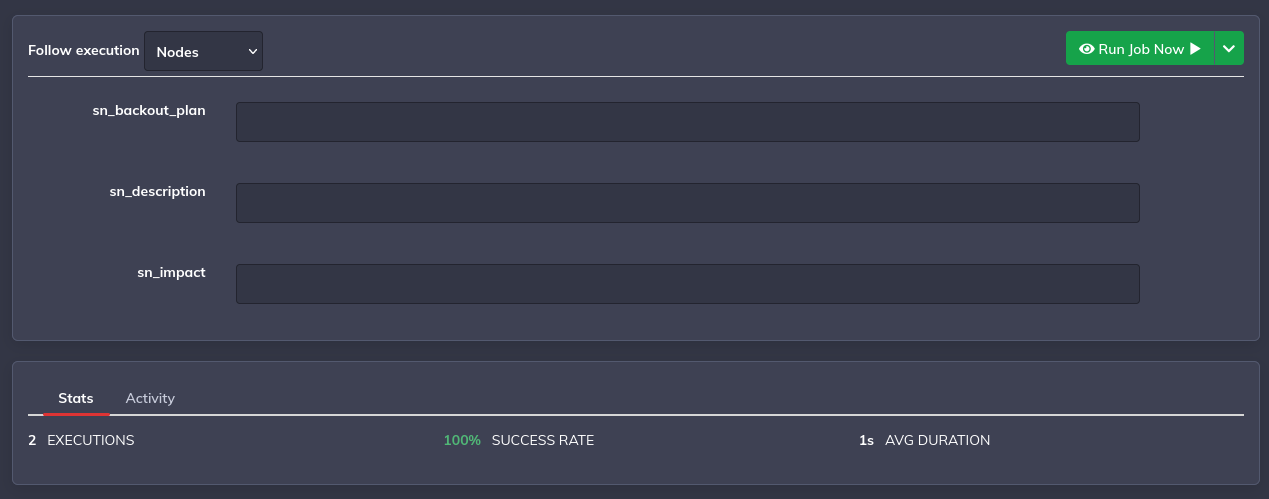 Follow execution Nodes Run Job Now
sn_backout_plan
sn_description
sn_impact
Stats Activity
2 EXECUTIONS 100% SUCCESS RATE 1s AVG DURATION